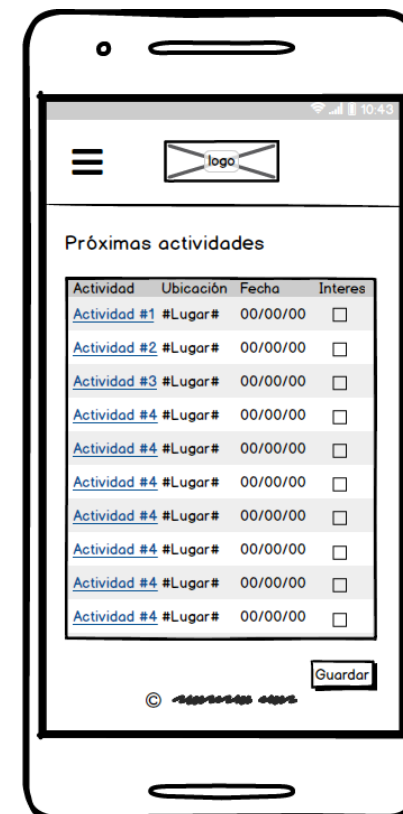 10:43
logo
Próximas actividades
Actividad Ubicación Fecha Interes
Actividad #1 #Lugar# 00/00/00
Actividad #2 #Lugar# 00/00/00
Actividad #3 #Lugar# 00/00/00
Actividad #4 #Lugar# 00/00/00
Actividad #4 #Lugar# 00/00/00
Actividad #4 #Lugar# 00/00/00
Actividad #4 #Lugar# 00/00/00
Actividad #4 #Lugar# 00/00/00
Actividad #4 #Lugar# 00/00/00
Actividad #4 #Lugar# 00/00/00
Guardar
©